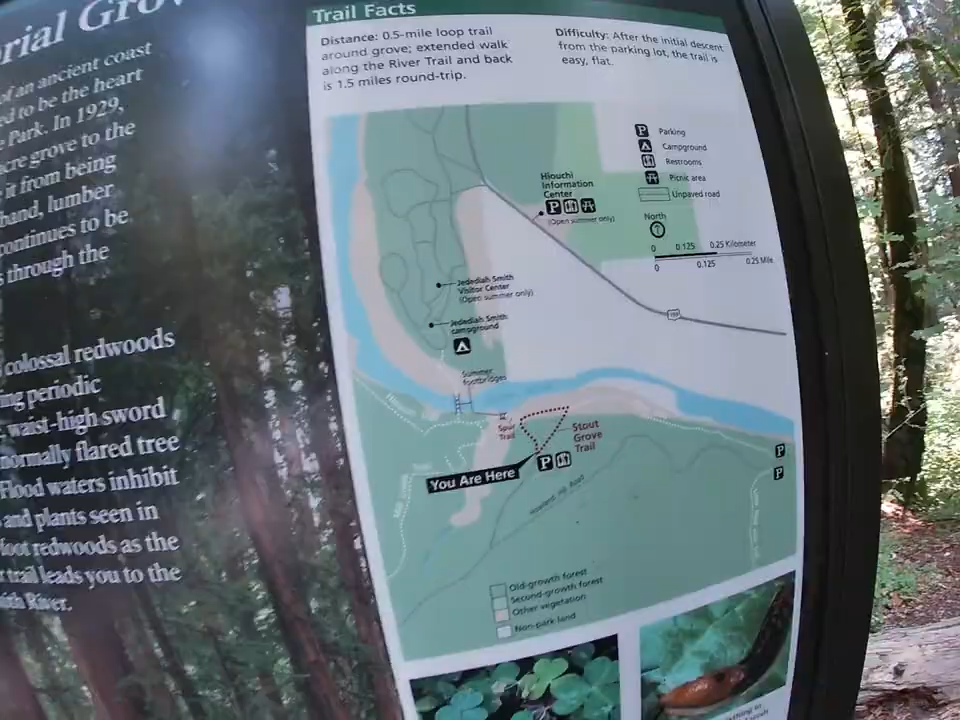 orial Grov
of an ancient coast
ed to be the heart
Park. In 1929,
cre grove to the
it from being
band, lumber
continues to be
s through the
colossal redwoods
ng periodic
waist-high sword
normally flared tree
Flood waters inhibit
and plants seen in
foot redwoods as the
r trail leads you to the
ith River.
Trail Facts
Distance: 0.5-mile loop trail
around grove; extended walk
along the River Trail and back
is 1.5 miles round-trip.
Difficulty: After the initial descent
from the parking lot, the trail is
easy, flat.
P Parking
Campground
Restrooms
Picnic area
Unpaved road
North
0 0.125 0.25 Kilometer
0 0.125 0.25 Mile
Hiouchi
Information
Center
P
(Open summer only)
199
Jedediah Smith
Visitor Center
(Open summer only)
Jedediah Smith
campground
Summer
footbridges
Hiouchi
Spur
Trail
Stout
Grove
Trail
You Are Here
P
P
P
Howland Hill Road
Mill Creek
Old-growth forest
Second-growth forest
Other vegetation
Non-park land